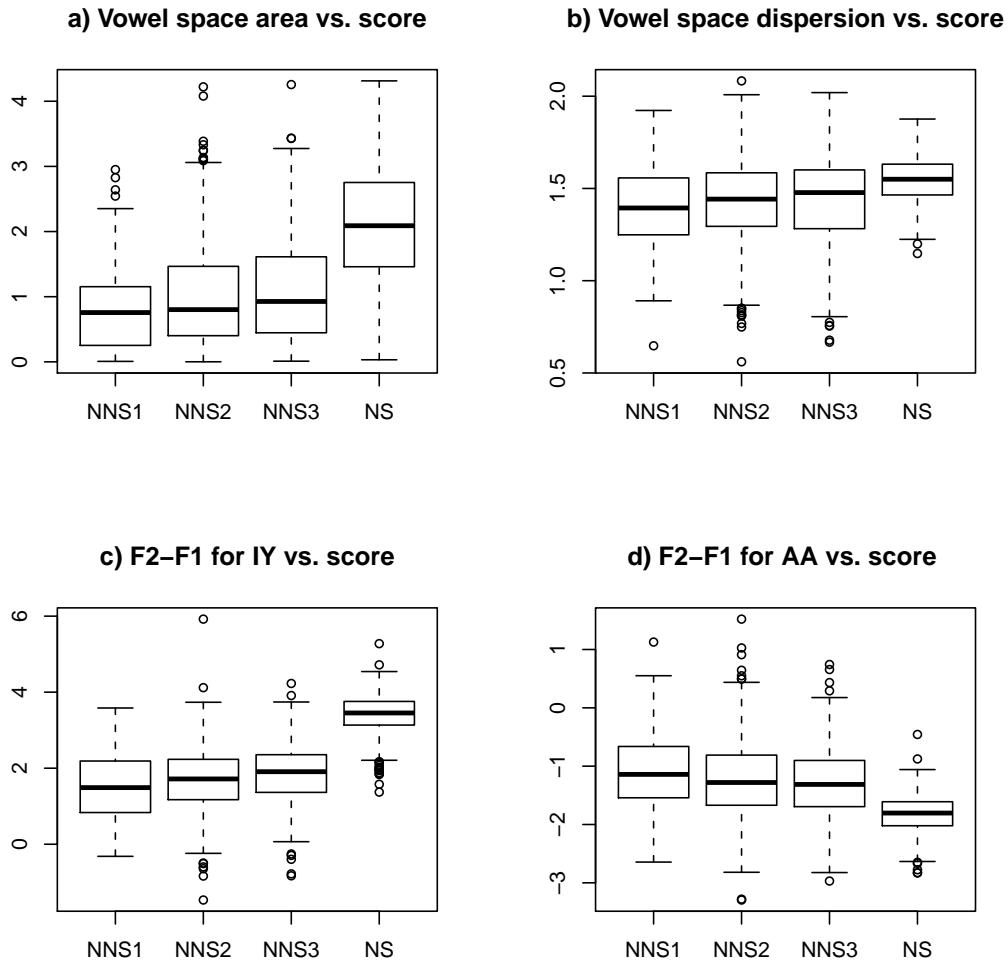 a) Vowel space area vs. score
4
3
2
1
0
NNS1 NNS2 NNS3 NS
b) Vowel space dispersion vs. score
2.0
1.5
1.0
0.5
NNS1 NNS2 NNS3 NS
c) F2−F1 for IY vs. score
6
4
2
0
NNS1 NNS2 NNS3 NS
d) F2−F1 for AA vs. score
1
0
−1
−2
−3
NNS1 NNS2 NNS3 NS